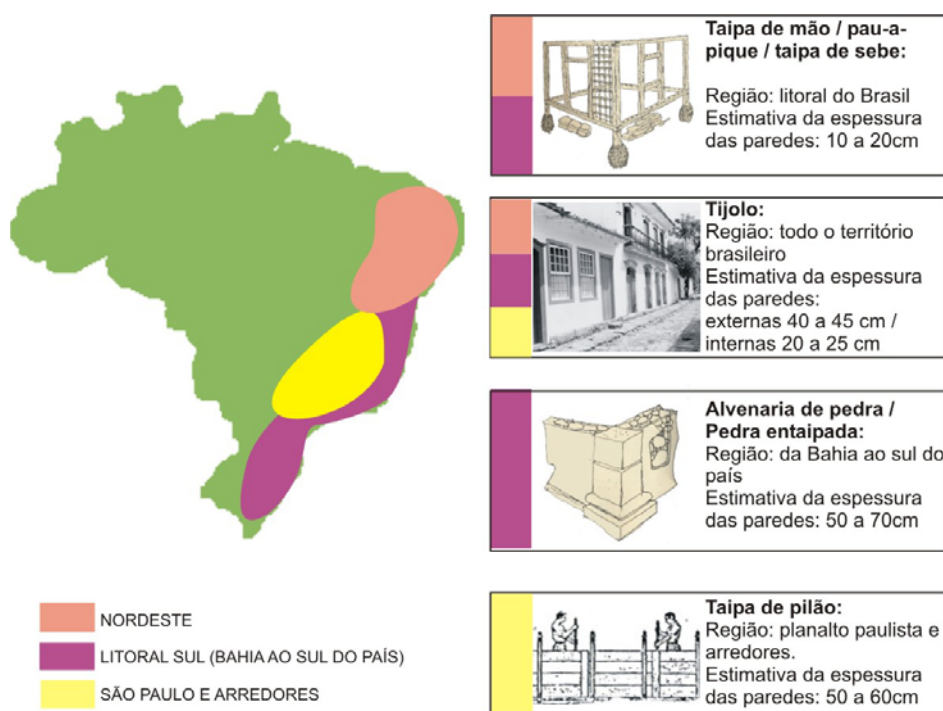 Taipa de mão / pau-a-
pique / taipa de sebe:
Região: litoral do Brasil
Estimativa da espessura
das paredes: 10 a 20cm
Tijolo:
Região: todo o território
brasileiro
Estimativa da espessura
das paredes:
externas 40 a 45 cm /
internas 20 a 25 cm
Alvenaria de pedra /
Pedra entaipada:
Região: da Bahia ao sul do
país
Estimativa da espessura
das paredes: 50 a 70cm
Taipa de pilão:
Região: planalto paulista e
arredores.
Estimativa da espessura
das paredes: 50 a 60cm
NORDESTE
LITORAL SUL (BAHIA AO SUL DO PAÍS)
SÃO PAULO E ARREDORES